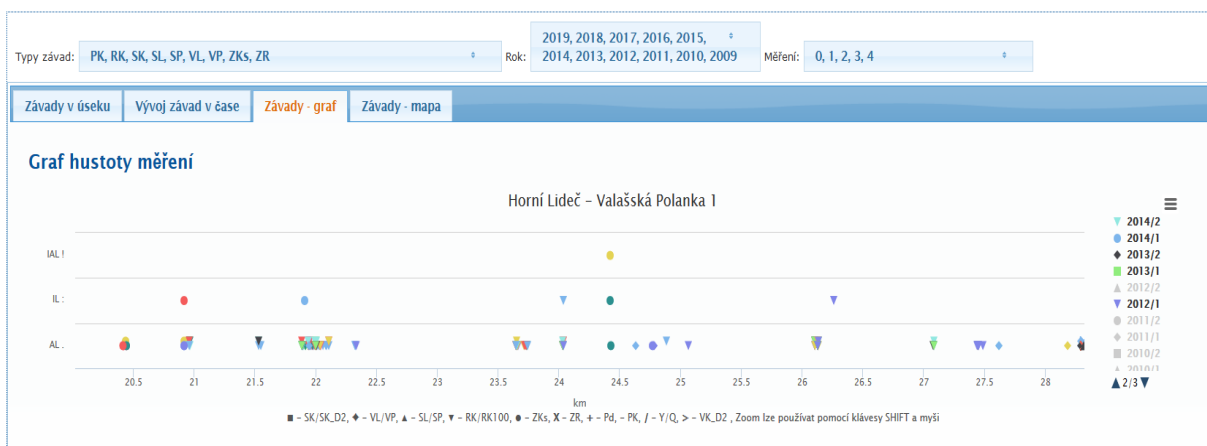 2019, 2018, 2017, 2016, 2015,
Typy závad: PK, RK, SK, SL, SP, VL, VP, ZKs, ZR Rok: 2014, 2013, 2012, 2011, 2010, 2009 Měření: 0, 1, 2, 3, 4
Závady v úseku Vývoj závad v čase Závady - graf Závady - mapa
Graf hustoty měření
Horní Lideč – Valašská Polanka 1
IAL !
IL :
AL .
20.5 21 21.5 22 22.5 23 23.5 24 24.5 25 25.5 26 26.5 27 27.5 28
km
■ – SK/SK_D2, ♦ – VL/VP, ▲ – SL/SP, ▼ – RK/RK100, ● – ZKs, X – ZR, + – Pd, – PK, / – Y/Q, > – VK_D2 , Zoom lze používat pomocí klávesy SHIFT a myši
2014/2
2014/1
2013/2
2013/1
2012/2
2012/1
2011/2
2011/1
2010/2
2010/1
▲ 2/3 ▼